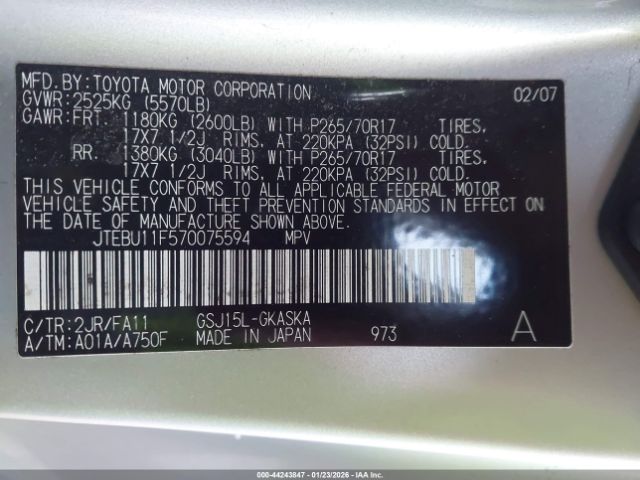 MFD.BY:TOYOTA MOTOR CORPORATION 02/07
GVWR:2525KG (5570LB)
GAWR:FRT 1180KG (2600LB) WITH P265/70R17 TIRES,
17X7 1/2J RIMS, AT 220KPA (32PSI) COLD.
RR 1380KG (3040LB) WITH P265/70R17 TIRES,
17X7 1/2J RIMS, AT 220KPA (32PSI) COLD.
THIS VEHICLE CONFORMS TO ALL APPLICABLE FEDERAL MOTOR
VEHICLE SAFETY AND THEFT PREVENTION STANDARDS IN EFFECT ON
THE DATE OF MANUFACTURE SHOWN ABOVE.
JTEBU11F570075594 MPV
C/TR:2JR/FA11 GSJ15L-GKASKA
A/TM:A01A/A750F MADE IN JAPAN 973 A
000-44243847 - 01/23/2026 - IAAI.CA